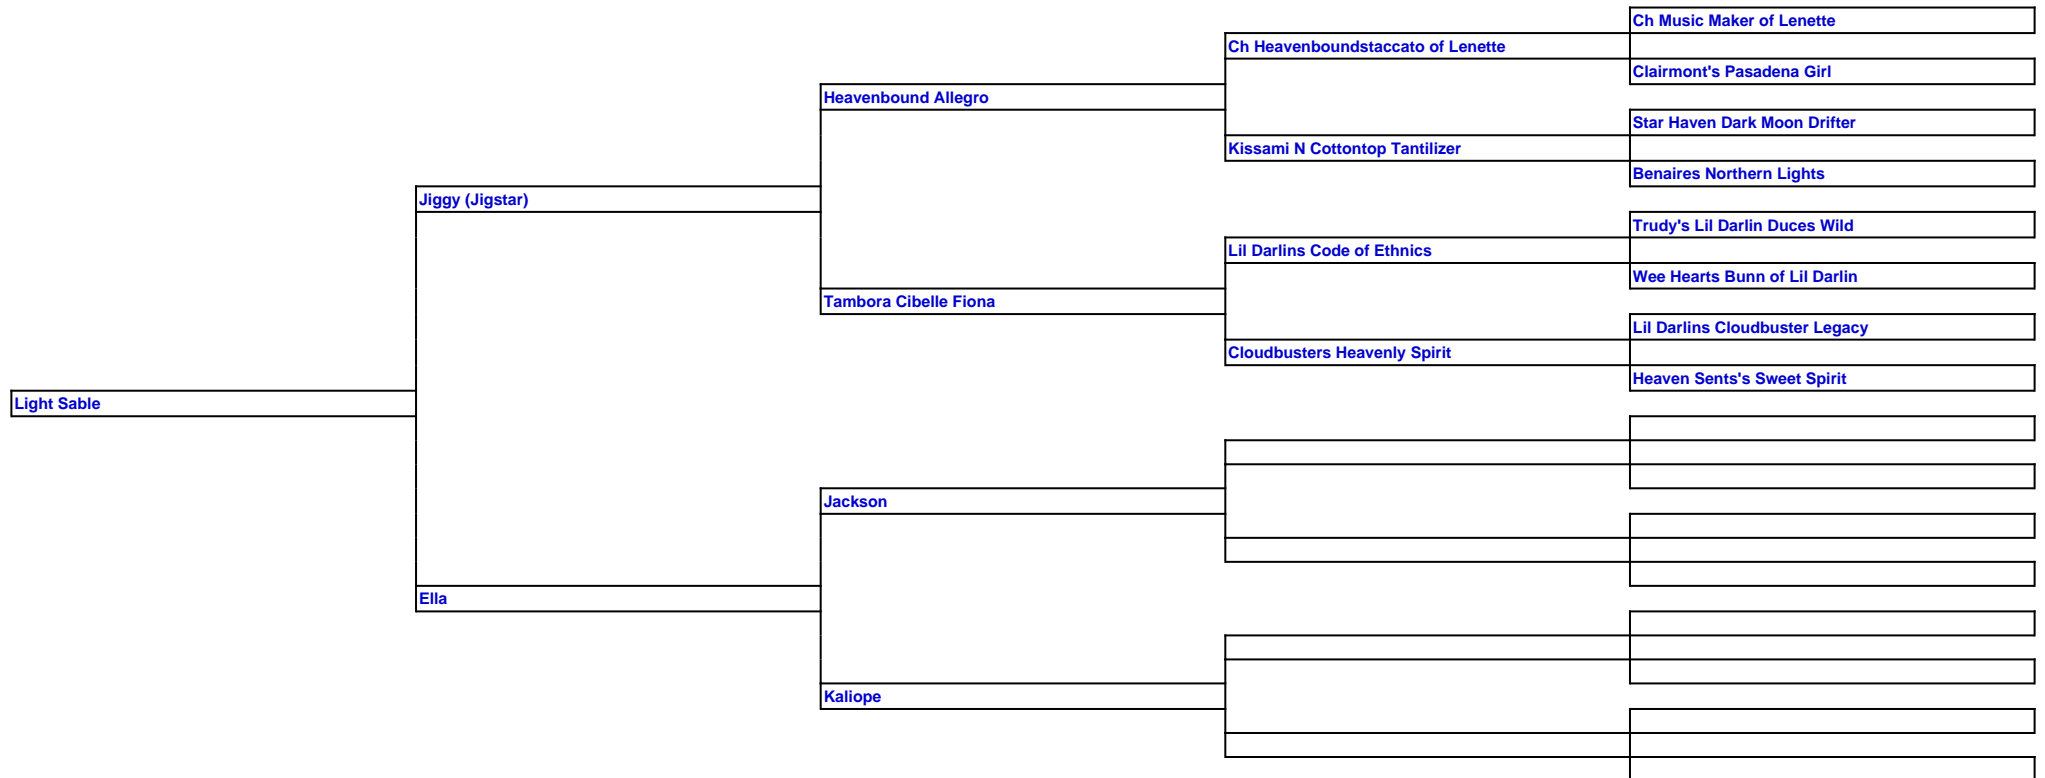 Ch Music Maker of Lenette
Ch Heavenboundstaccato of Lenette
Clairmont's Pasadena Girl
Heavenbound Allegro
Star Haven Dark Moon Drifter
Kissami N Cottontop Tantilizer
Benaires Northern Lights
Jiggy (Jigstar)
Trudy's Lil Darlin Duces Wild
Lil Darlins Code of Ethnics
Wee Hearts Bunn of Lil Darlin
Tambora Cibelle Fiona
Lil Darlins Cloudbuster Legacy
Cloudbusters Heavenly Spirit
Heaven Sents's Sweet Spirit
Light Sable
Jackson
Ella
Kaliope